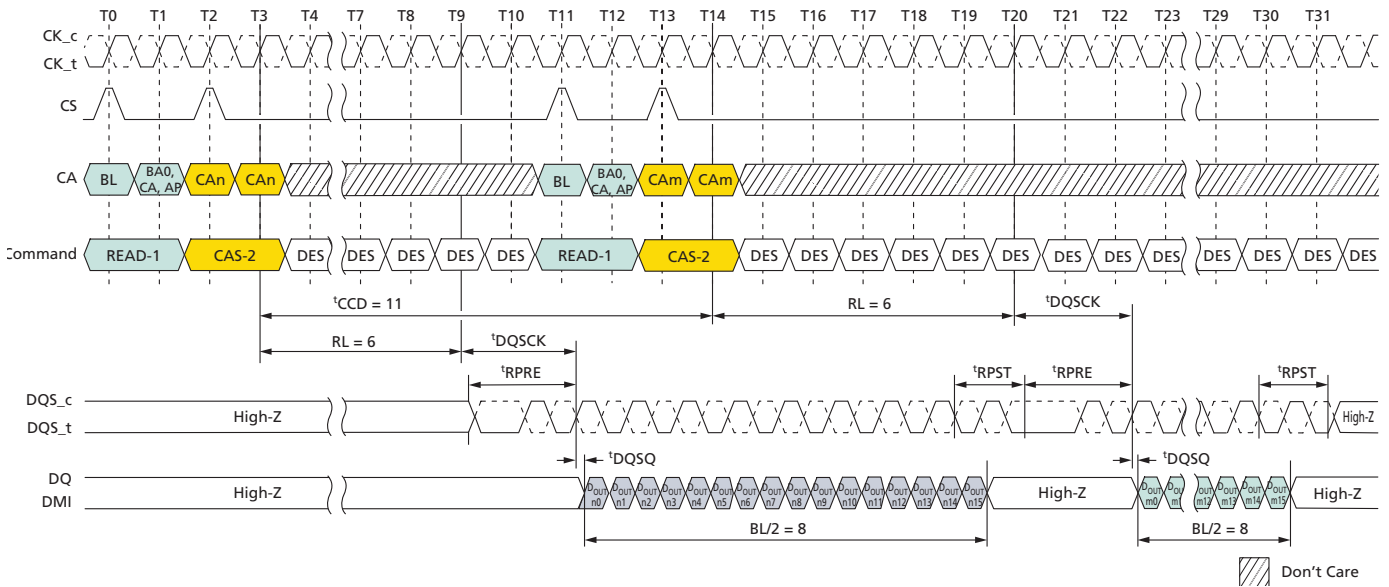 T0 T1 T2 T3 T4 T7 T8 T9 T10 T11 T12 T13 T14 T15 T16 T17 T18 T19 T20 T21 T22 T23 T29 T30 T31
CK_c
CK_t
CS
CA
BL BA0, CA, AP CAn CAn BL BA0, CA, AP CAm CAm
Command
READ-1 CAS-2 DES DES DES DES DES READ-1 CAS-2 DES DES DES DES DES DES DES DES DES DES DES DES DES
tCCD = 11 RL = 6 tDQSCK
RL = 6 tDQSCK
tRPRE tRPST tRPRE tRPST
DQS_c
DQS_t
High-Z High-Z
tDQSQ tDQSQ
DQ
DMI
High-Z DOUT n0 DOUT n1 DOUT n2 DOUT n3 DOUT n4 DOUT n5 DOUT n6 DOUT n7 DOUT n8 DOUT n9 DOUT n10 DOUT n11 DOUT n12 DOUT n13 DOUT n14 DOUT n15 High-Z DOUT m0 DOUT m1 DOUT m12 DOUT m13 DOUT m14 DOUT m15 High-Z
BL/2 = 8 BL/2 = 8
Don't Care